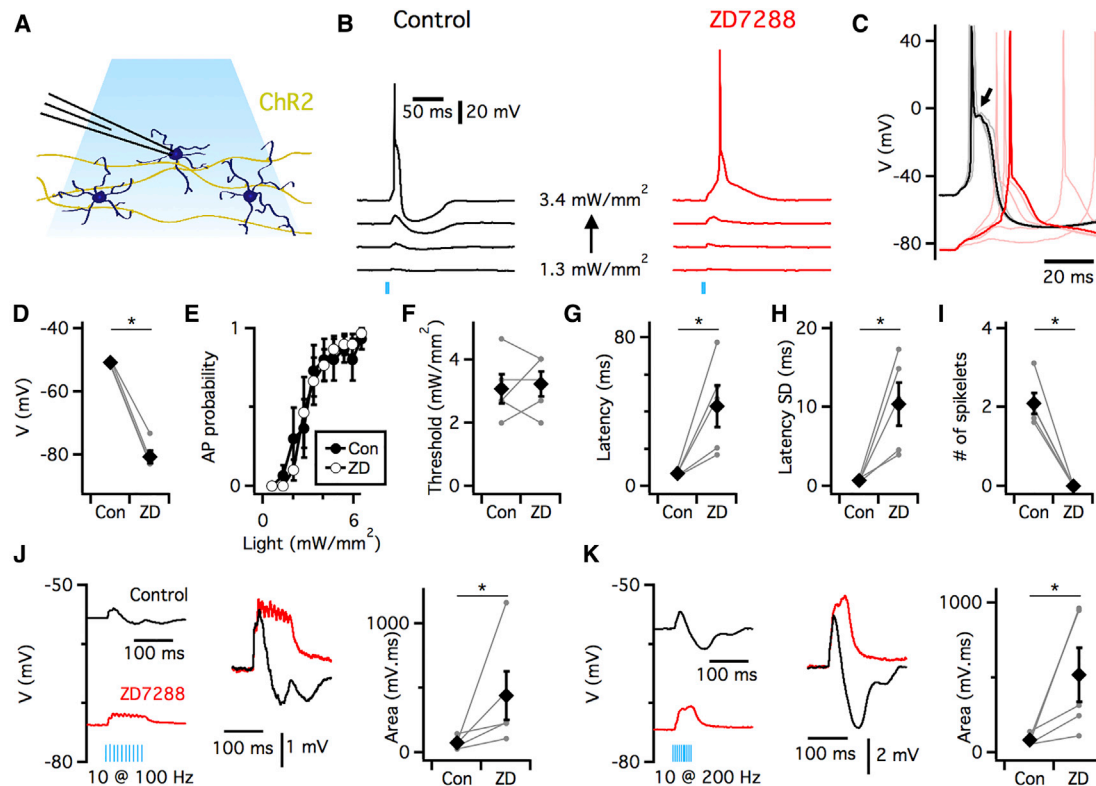 A
ChR2
B
Control
ZD7288
50 ms
20 mV
3.4 mW/mm²
1.3 mW/mm²
C
V (mV)
40
0
-40
-80
20 ms
D
V (mV)
-40
-60
-80
*
Con ZD
E
AP probability
1
0
Con
ZD
0 6
Light (mW/mm²)
F
Threshold (mW/mm²)
4
2
0
Con ZD
G
Latency (ms)
80
60
0
*
Con ZD
H
Latency SD (ms)
20
10
0
*
Con ZD
I
# of spikelets
4
2
0
*
Con ZD
J
V (mV)
-50
-80
Control
100 ms
ZD7288
10 @ 100 Hz
100 ms
1 mV
Area (mV.ms)
1000
0
*
Con ZD
K
V (mV)
-50
-80
100 ms
10 @ 200 Hz
100 ms
2 mV
Area (mV.ms)
1000
500
0
*
Con ZD